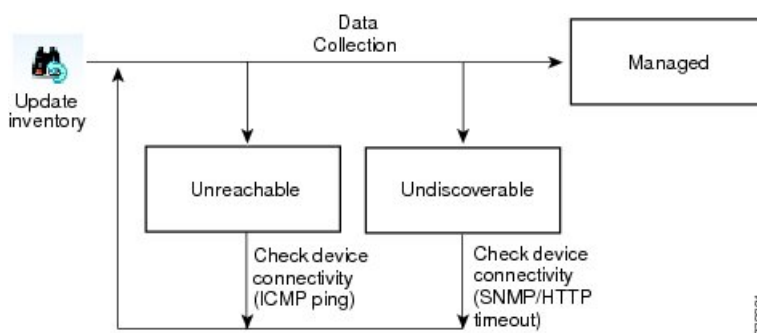 Data
Collection
Update
inventory
Managed
Unreachable
Undiscoverable
Check device
connectivity
(ICMP ping)
Check device
connectivity
(SNMP/HTTP
timeout)